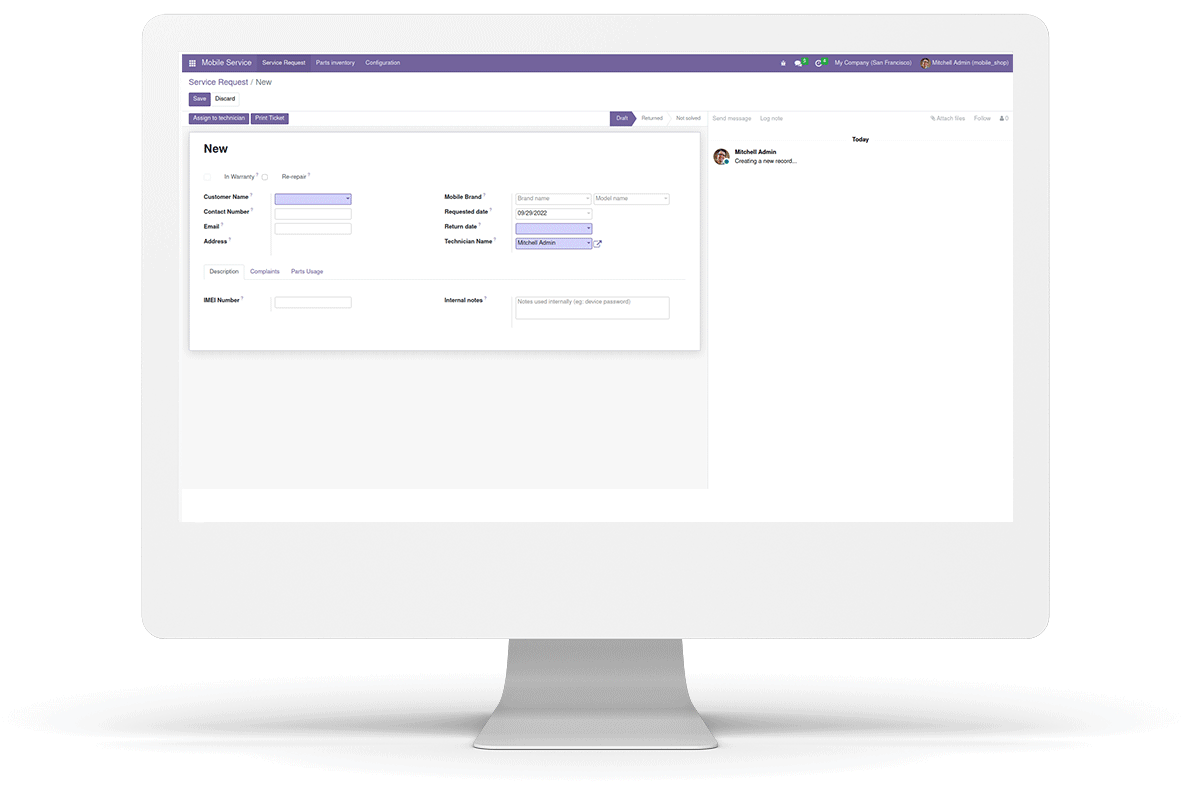 Mobile Service Service Request Parts inventory Configuration 5 4 My Company (San Francisco) Mitchell Admin (mobile_shop)
Service Request / New
Save Discard
Assign to technician Print Ticket Draft Returned Not solved Send message Log note Attach files Follow 0
Today
New
Mitchell Admin
Creating a new record...
In Warranty ? Re-repair ?
Customer Name ? Mobile Brand ? Brand name Model name
Contact Number ? Requested date ? 09/29/2022
Email ? Return date ?
Address ? Technician Name ? Mitchell Admin
Description Complaints Parts Usage
IMEI Number ? Internal notes ? Notes used internally (eg: device password)